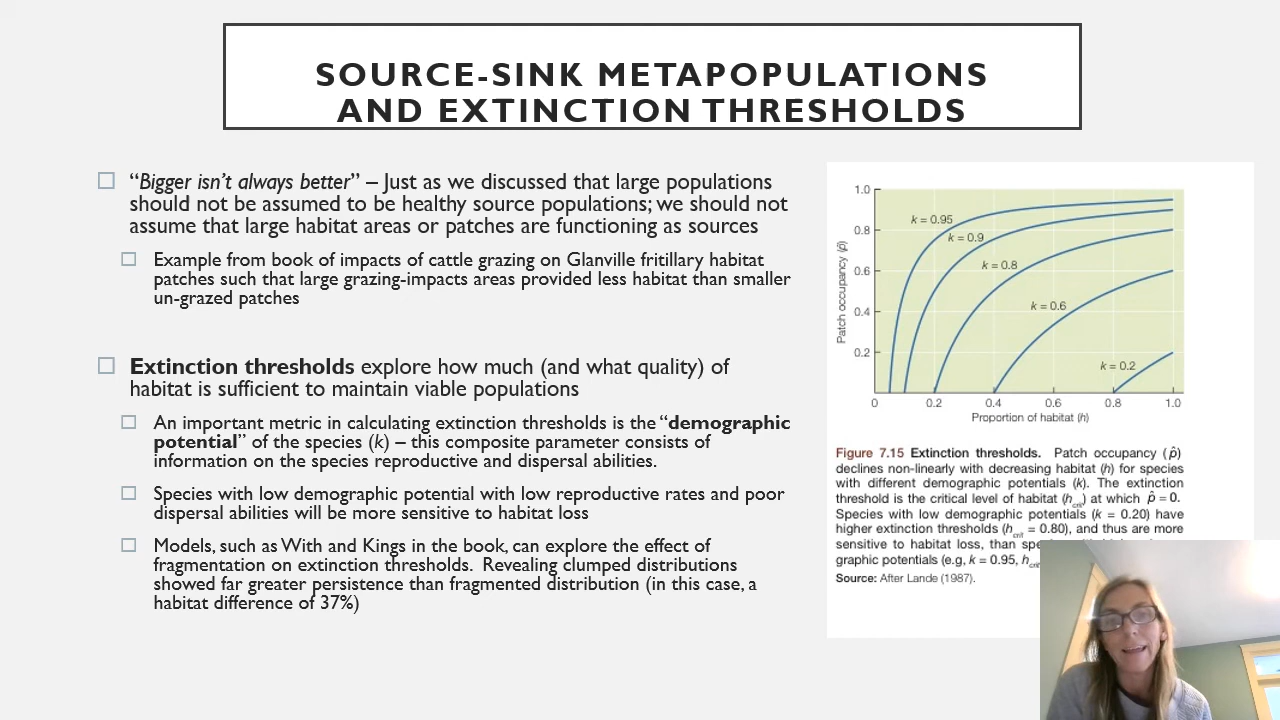 SOURCE-SINK METAPOPULATIONS
AND EXTINCTION THRESHOLDS
“Bigger isn’t always better” – Just as we discussed that large populations
should not be assumed to be healthy source populations; we should not
assume that large habitat areas or patches are functioning as sources
Example from book of impacts of cattle grazing on Glanville fritillary habitat
patches such that large grazing-impacts areas provided less habitat than smaller
un-grazed patches
Extinction thresholds explore how much (and what quality) of
habitat is sufficient to maintain viable populations
An important metric in calculating extinction thresholds is the “demographic
potential” of the species (k) – this composite parameter consists of
information on the species reproductive and dispersal abilities.
Species with low demographic potential with low reproductive rates and poor
dispersal abilities will be more sensitive to habitat loss
Models, such as With and Kings in the book, can explore the effect of
fragmentation on extinction thresholds. Revealing clumped distributions
showed far greater persistence than fragmented distribution (in this case, a
habitat difference of 37%)
1.0
0.8
0.6
0.4
0.2
Patch occupancy (p̂)
k = 0.95
k = 0.9
k = 0.8
k = 0.6
k = 0.2
0 0.2 0.4 0.6 0.8 1.0
Proportion of habitat (h)
Figure 7.15 Extinction thresholds. Patch occupancy (p̂)
declines non-linearly with decreasing habitat (h) for species
with different demographic potentials (k). The extinction
threshold is the critical level of habitat (h crit) at which p̂ = 0.
Species with low demographic potentials (k = 0.20) have
higher extinction thresholds (h crit = 0.80), and thus are more
sensitive to habitat loss, than
graphic potentials (e.g, k = 0.95, h crit
Source: After Lande (1987).